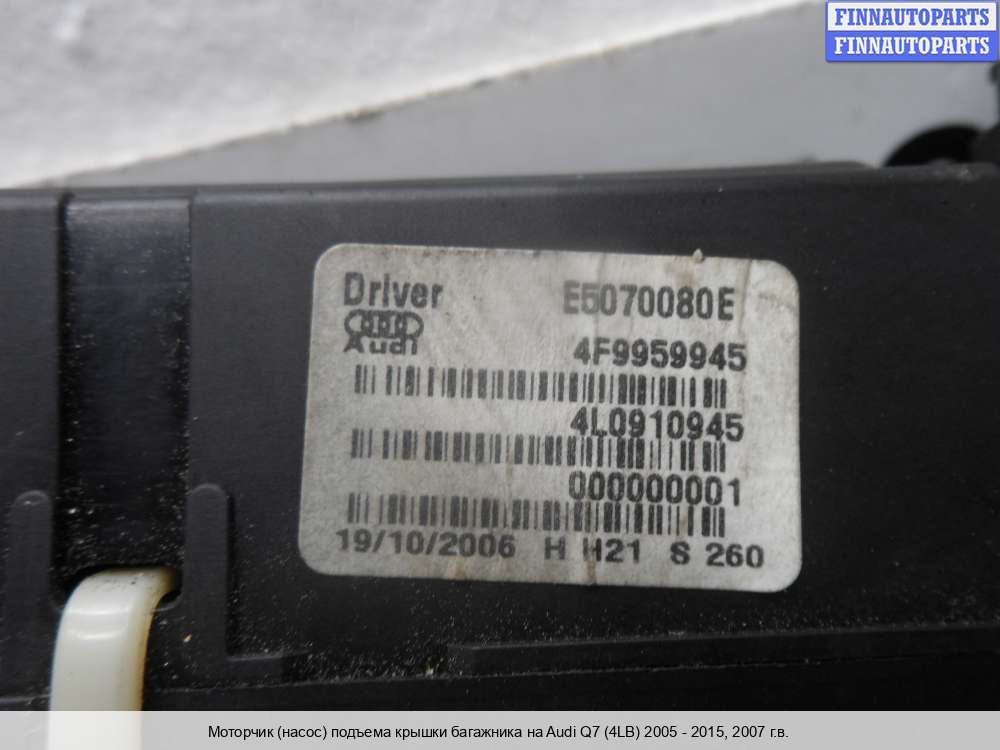 FINNAUTOPARTS
FINNAUTOPARTS
Driver E5070080E
Audi 4F9959945
4L0910945
000000001
19/10/2006 H H21 S 260
Моторчик (насос) подъема крышки багажника на Audi Q7 (4LB) 2005 - 2015, 2007 г.в.